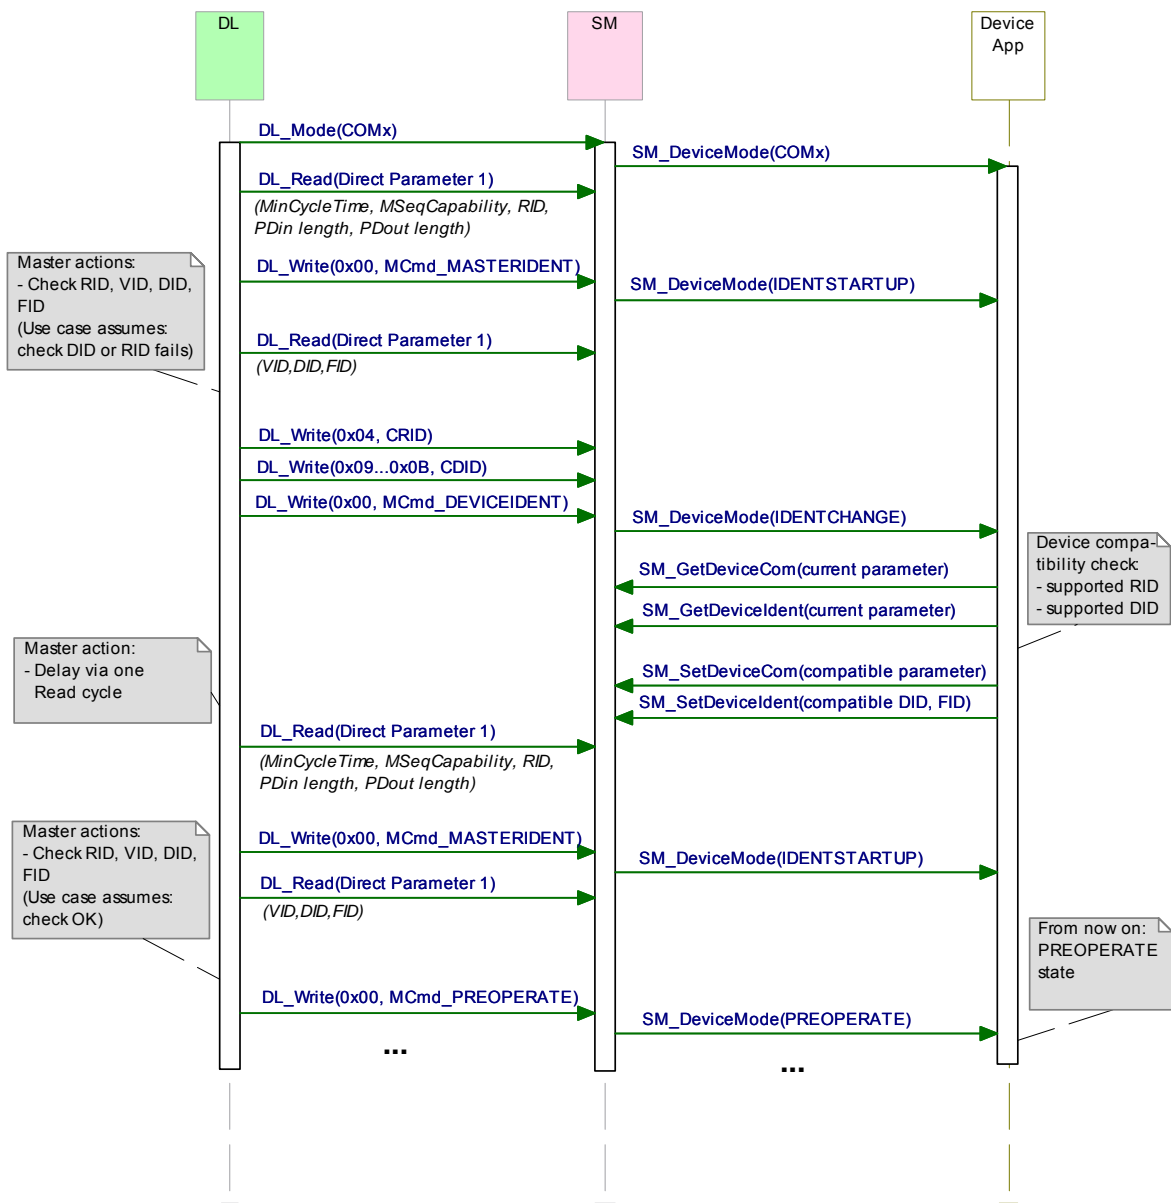 DL
SM
Device
App
DL_Mode(COMx)
SM_DeviceMode(COMx)
DL_Read(Direct Parameter 1)
(MinCycleTime, MSeqCapability, RID,
PDin length, PDout length)
Master actions:
- Check RID, VID, DID,
FID
(Use case assumes:
check DID or RID fails)
DL_Write(0x00, MCmd_MASTERIDENT)
SM_DeviceMode(IDENTSTARTUP)
DL_Read(Direct Parameter 1)
(VID,DID,FID)
DL_Write(0x04, CRID)
DL_Write(0x09...0x0B, CDID)
DL_Write(0x00, MCmd_DEVICEIDENT)
SM_DeviceMode(IDENTCHANGE)
Device compa-
tibility check:
- supported RID
- supported DID
SM_GetDeviceCom(current parameter)
SM_GetDeviceIdent(current parameter)
Master action:
- Delay via one
Read cycle
SM_SetDeviceCom(compatible parameter)
SM_SetDeviceIdent(compatible DID, FID)
DL_Read(Direct Parameter 1)
(MinCycleTime, MSeqCapability, RID,
PDin length, PDout length)
Master actions:
- Check RID, VID, DID,
FID
(Use case assumes:
check OK)
DL_Write(0x00, MCmd_MASTERIDENT)
SM_DeviceMode(IDENTSTARTUP)
DL_Read(Direct Parameter 1)
(VID,DID,FID)
From now on:
PREOPERATE
state
DL_Write(0x00, MCmd_PREOPERATE)
SM_DeviceMode(PREOPERATE)
...
...